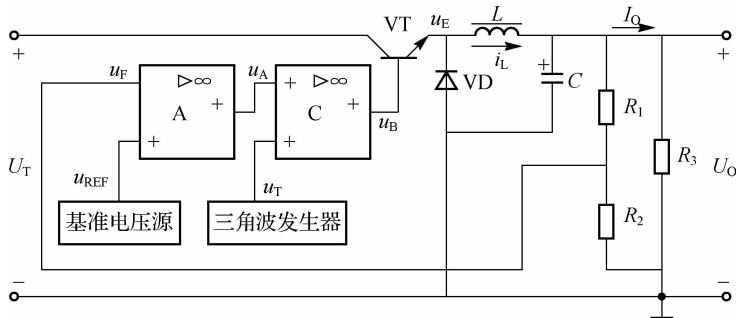 VT
u_E
L
I_O
+
+
u_F
▷∞
u_A
▷∞
i_L
+
C
+
A
+
+
C
+
VD
R_1
+
u_B
U_T
u_REF
u_T
R_3
U_O
基准电压源
三角波发生器
R_2
−
−